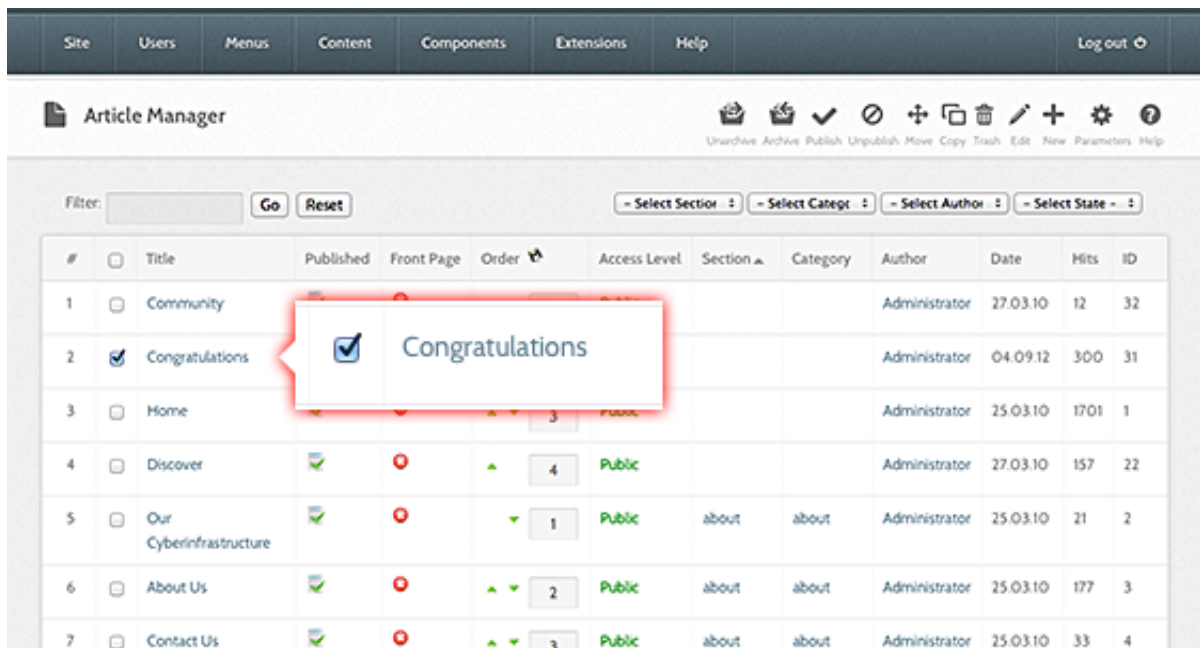 Site Users Menus Content Components Extensions Help Log out
Article Manager
Unarchive Archive Publish Unpublish Move Copy Trash Edit New Parameters Help
Filter: Go Reset - Select Section - Select Catego - Select Author - Select State -
# Title Published Front Page Order Access Level Section Category Author Date Hits ID
1 Community Public Administrator 27.03.10 12 32
2 Congratulations Administrator 04.09.12 300 31
Congratulations
3 Home 3 Public Administrator 25.03.10 1701 1
4 Discover 4 Public Administrator 27.03.10 157 22
5 Our 1 Public about about Administrator 25.03.10 21 2
Cyberinfrastructure
6 About Us 2 Public about about Administrator 25.03.10 177 3
7 Contact Us 3 Public about about Administrator 25.03.10 33 4